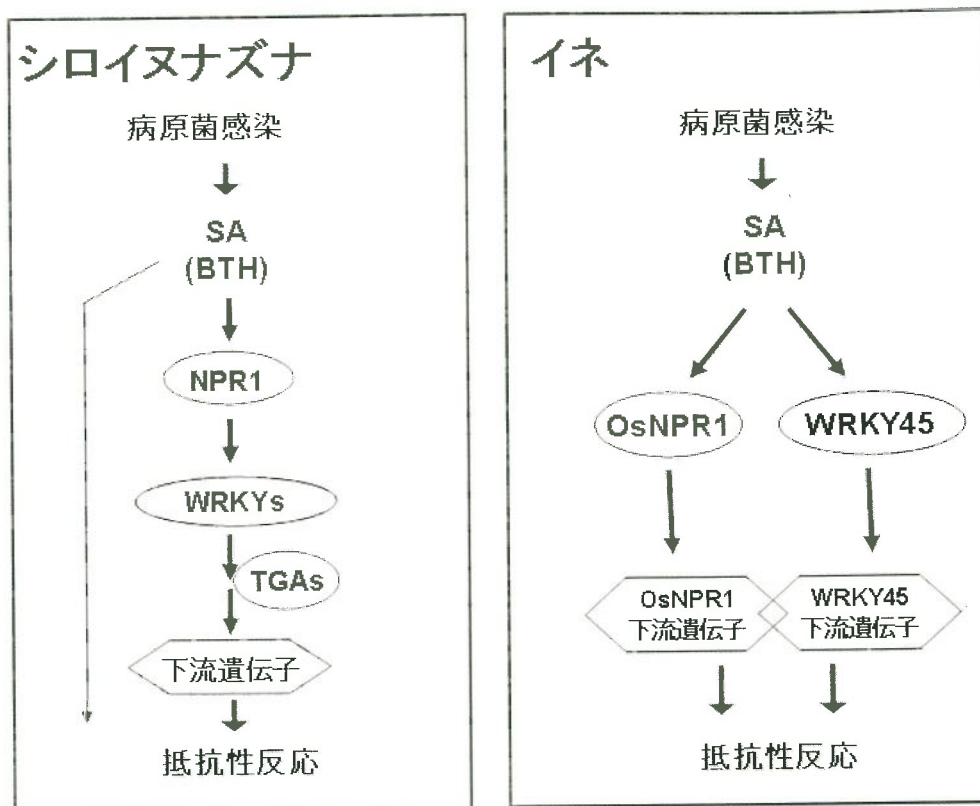 シロイヌナズナ
病原菌感染
SA
(BTH)
NPR1
WRKYs
TGAs
下流遺伝子
抵抗性反応
イネ
病原菌感染
SA
(BTH)
OsNPR1
WRKY45
OsNPR1
下流遺伝子
WRKY45
下流遺伝子
抵抗性反応